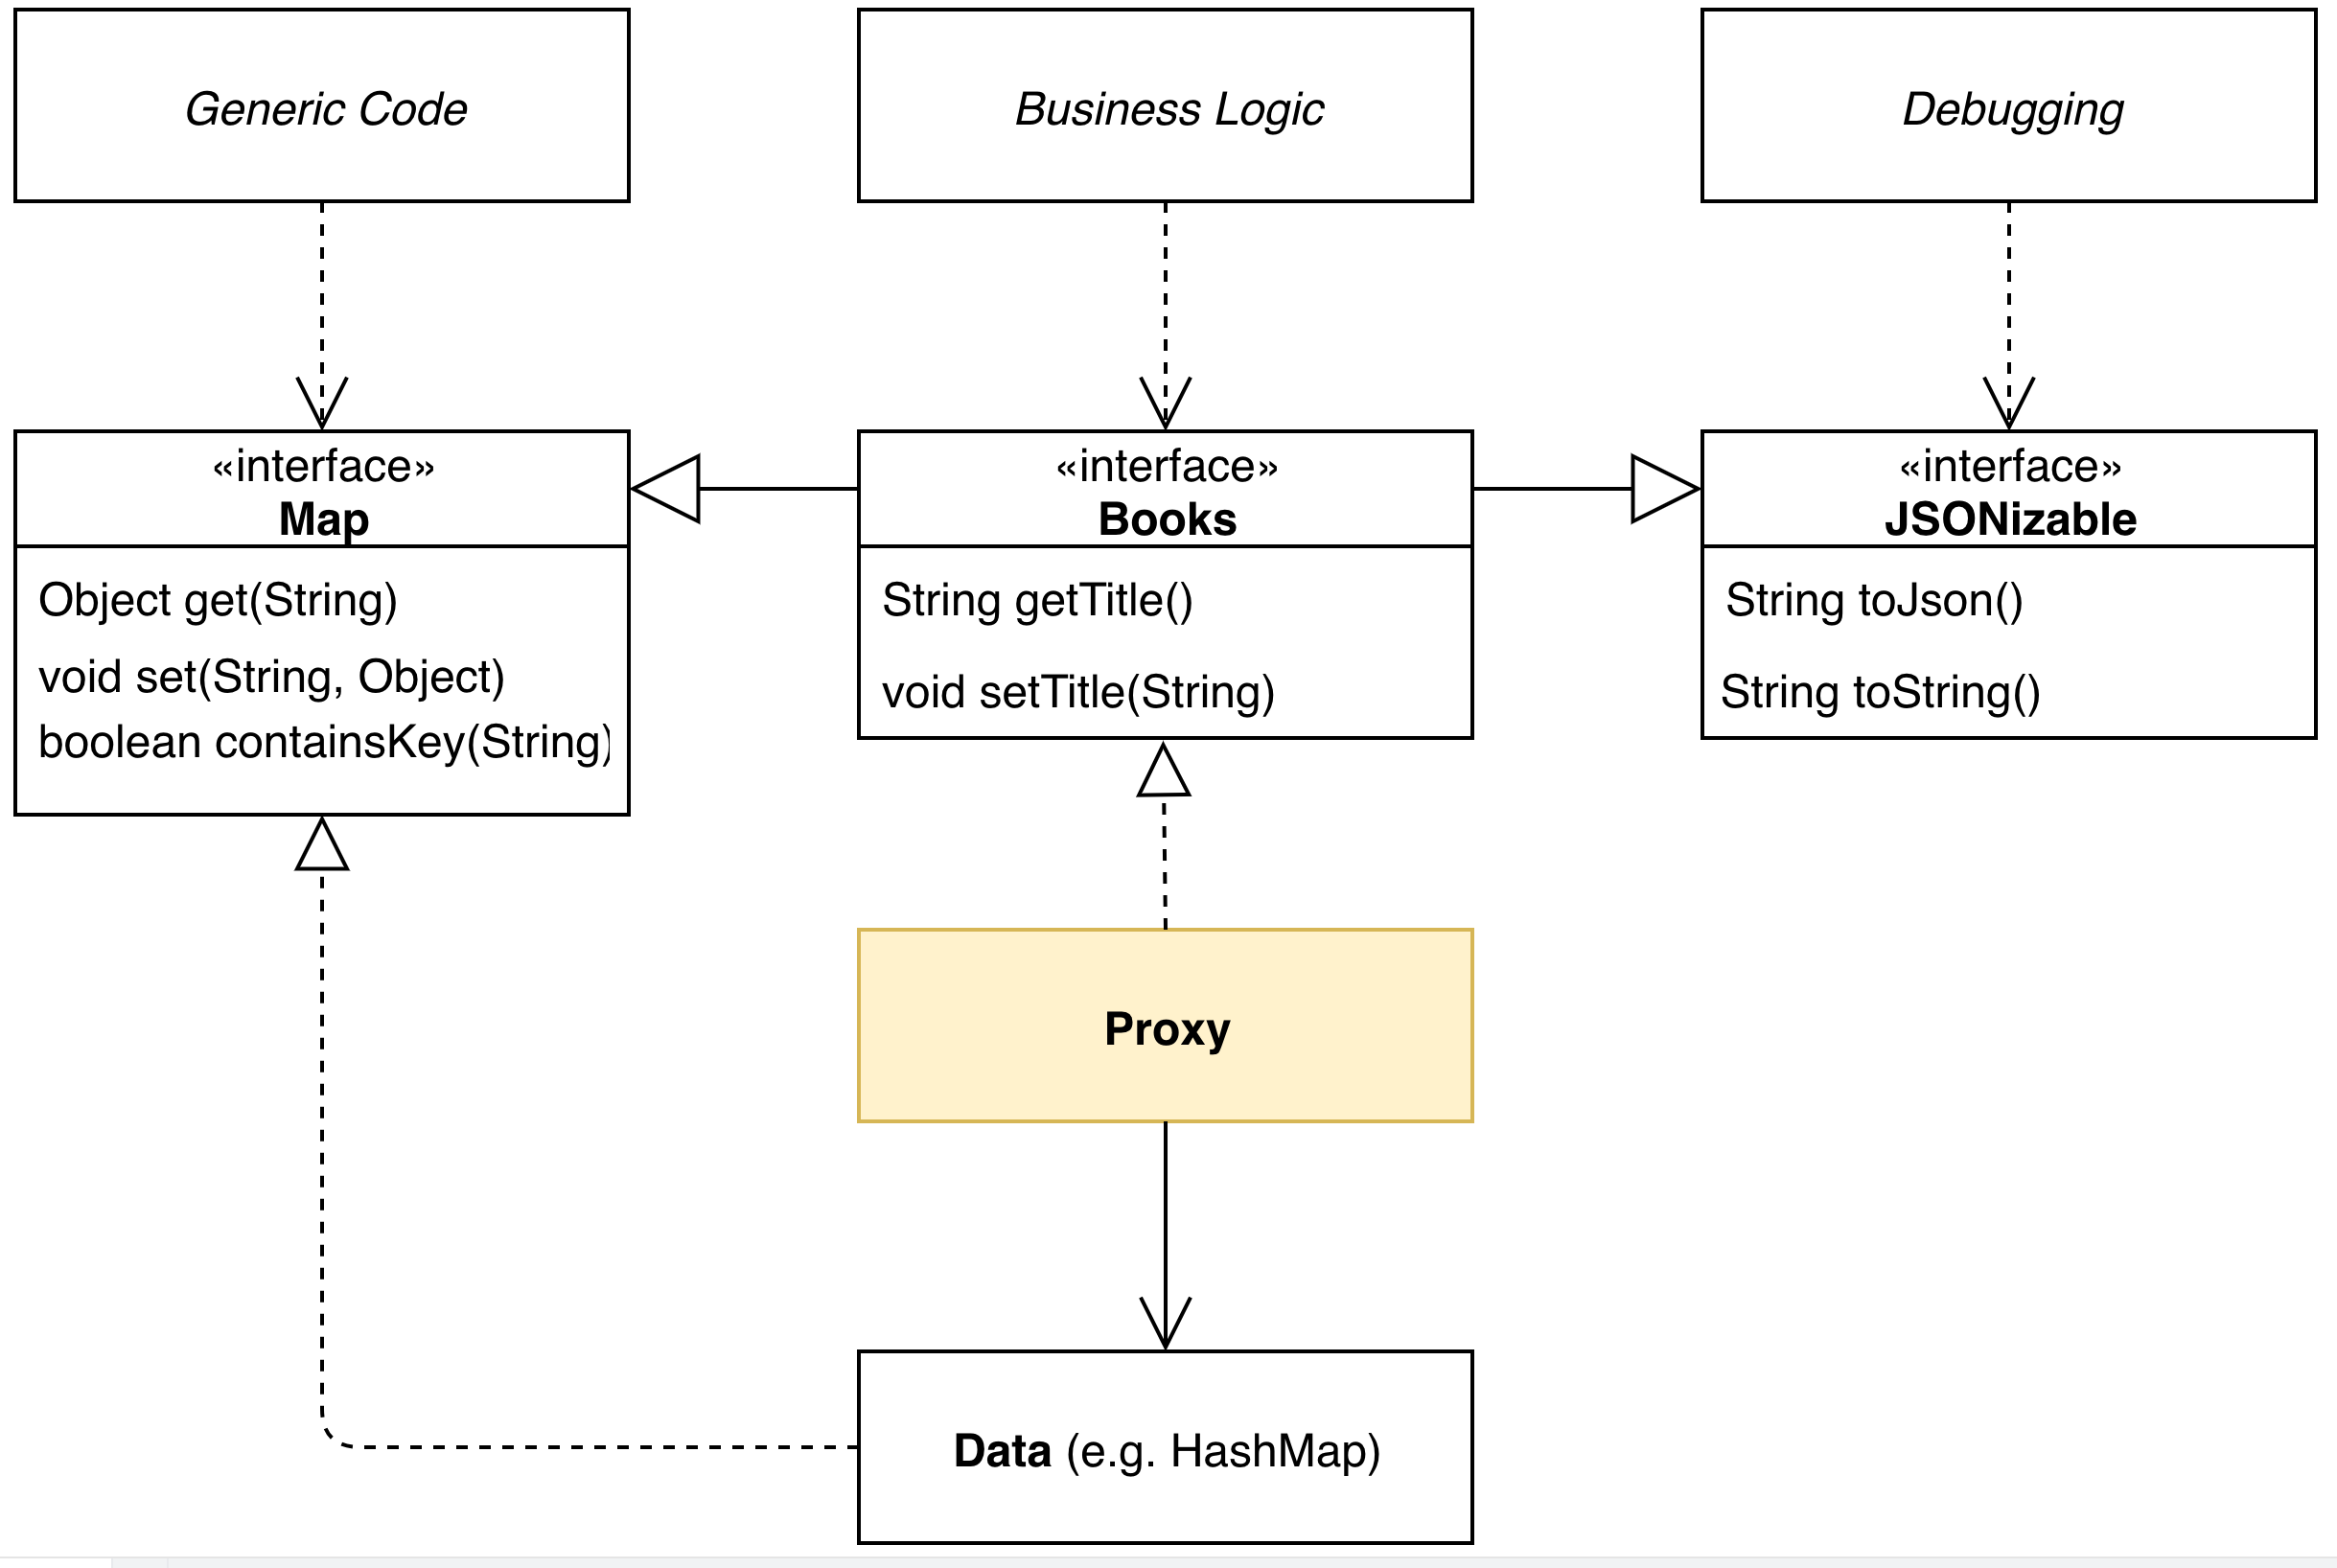 Generic Code
Business Logic
Debugging
«interface»
Map
Object get(String)
void set(String, Object)
boolean containsKey(String)
«interface»
Books
String getTitle()
void setTitle(String)
«interface»
JSONizable
String toJson()
String toString()
Proxy
Data (e.g. HashMap)